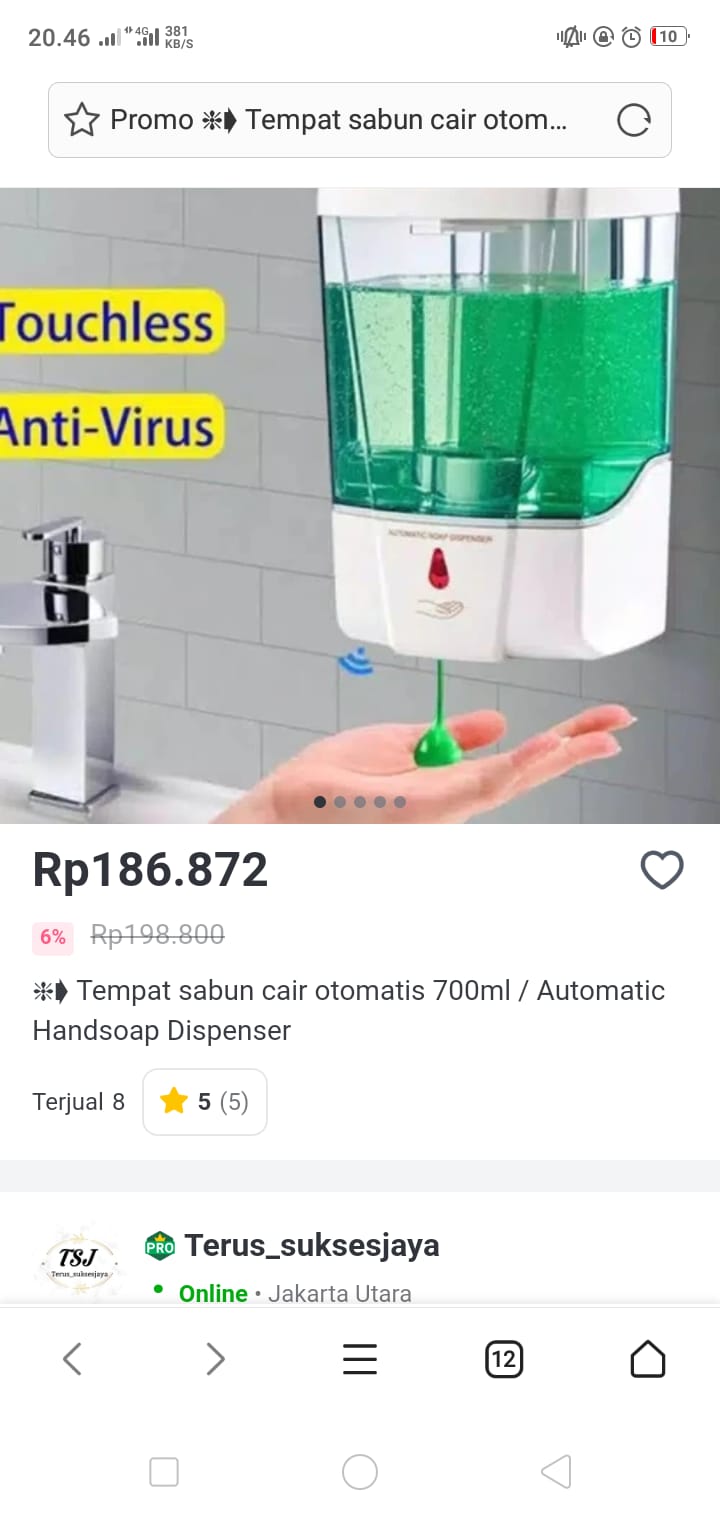 20.46 4G 381 KB/S 10
Promo ❊➧ Tempat sabun cair otom...
Touchless
Anti-Virus
AUTOMATIC SOAP DISPENSER
Rp186.872
6% Rp198.800
❊➧ Tempat sabun cair otomatis 700ml / Automatic
Handsoap Dispenser
Terjual 8 5 (5)
TSJ
Terus_suksesjaya
PRO Terus_suksesjaya
Online • Jakarta Utara
12